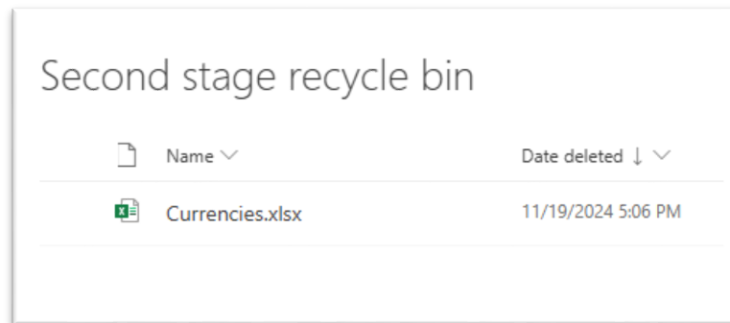 Second stage recycle bin
Name Date deleted ↓
Currencies.xlsx 11/19/2024 5:06 PM